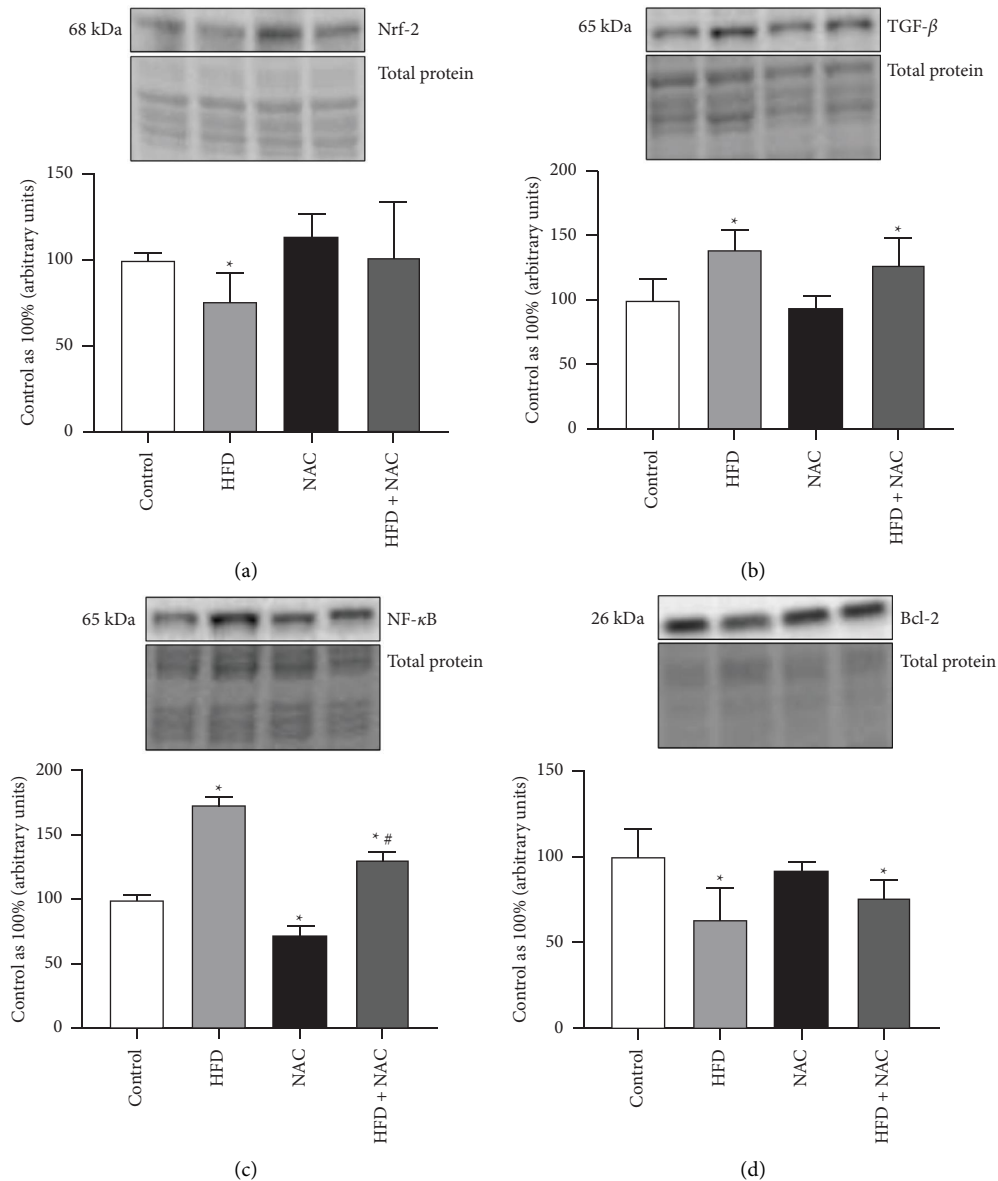 68 kDa
Nrf-2
Total protein
Control as 100% (arbitrary units)
150
100
50
0
*
Control
HFD
NAC
HFD + NAC
(a)
65 kDa
TGF-β
Total protein
Control as 100% (arbitrary units)
200
150
100
50
0
*
*
Control
HFD
NAC
HFD + NAC
(b)
65 kDa
NF-κB
Total protein
Control as 100% (arbitrary units)
200
150
100
50
0
*
*
* #
Control
HFD
NAC
HFD + NAC
(c)
26 kDa
Bcl-2
Total protein
Control as 100% (arbitrary units)
150
100
50
0
*
*
Control
HFD
NAC
HFD + NAC
(d)